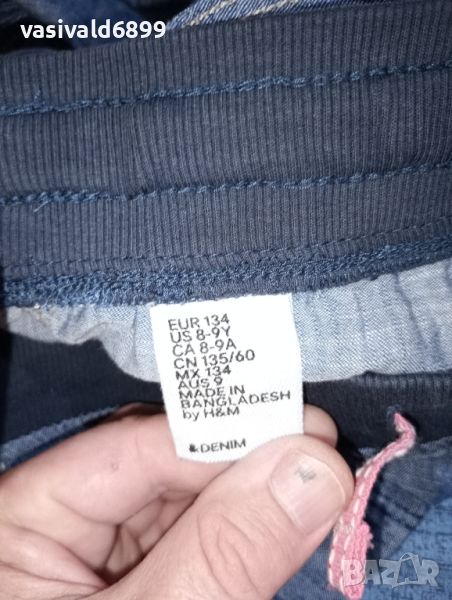 vasivald6899
EUR 134
US 8-9Y
CA 8-9A
CN 135/60
MX 134
AUS 9
MADE IN
BANGLADESH
by H&M
&DENIM
BAZAR